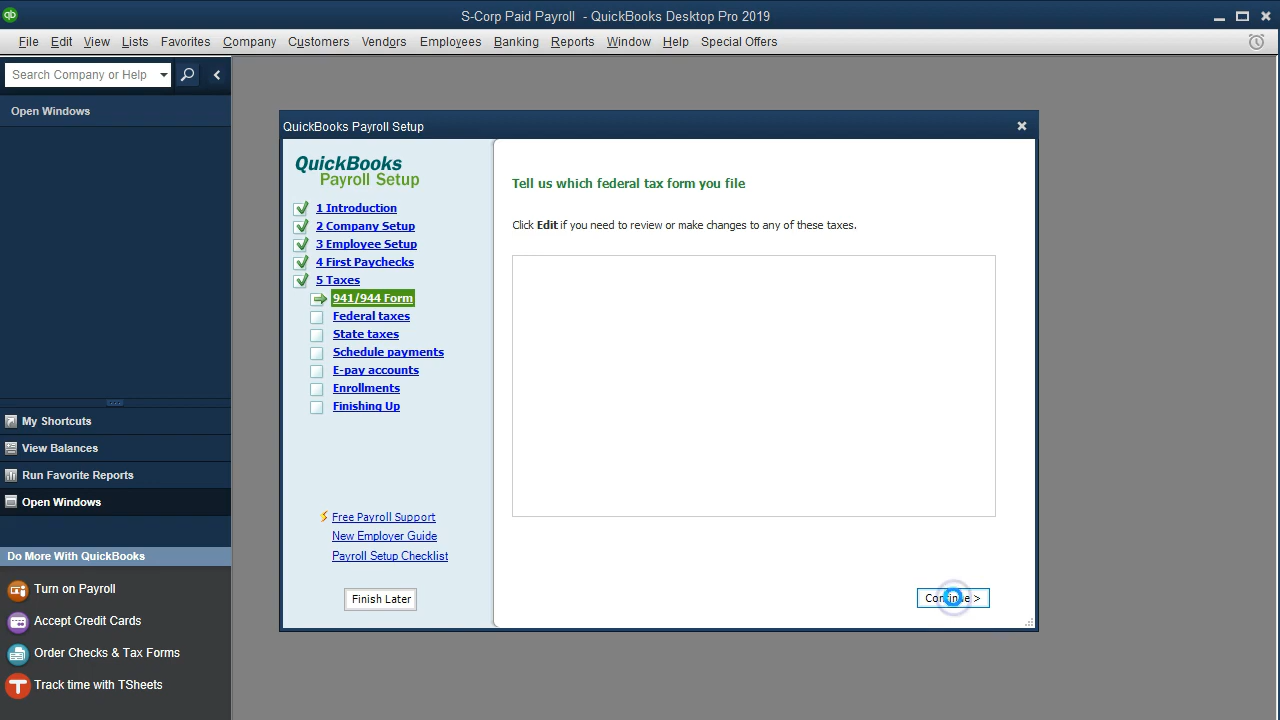 S-Corp Paid Payroll - QuickBooks Desktop Pro 2019
File Edit View Lists Favorites Company Customers Vendors Employees Banking Reports Window Help Special Offers
Search Company or Help
Open Windows
My Shortcuts
View Balances
Run Favorite Reports
Open Windows
Do More With QuickBooks
Turn on Payroll
Accept Credit Cards
Order Checks & Tax Forms
Track time with TSheets
QuickBooks Payroll Setup
QuickBooks
Payroll Setup
1 Introduction
2 Company Setup
3 Employee Setup
4 First Paychecks
5 Taxes
941/944 Form
Federal taxes
State taxes
Schedule payments
E-pay accounts
Enrollments
Finishing Up
Free Payroll Support
New Employer Guide
Payroll Setup Checklist
Finish Later
Tell us which federal tax form you file
Click Edit if you need to review or make changes to any of these taxes.
Continue >